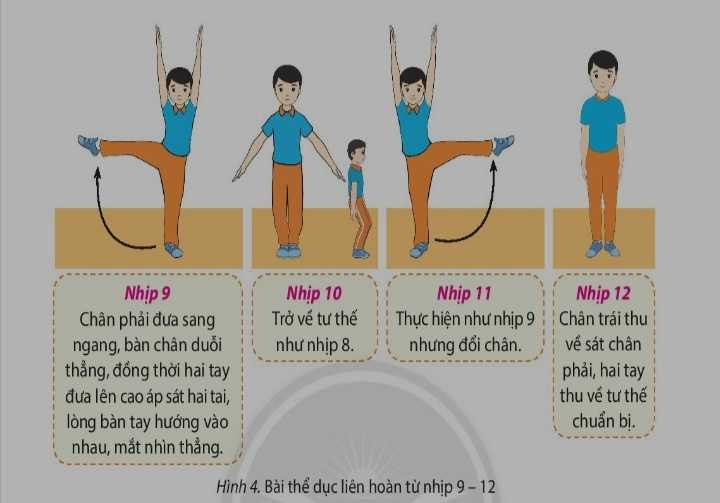 Nhịp 9
Chân phải đưa sang
ngang, bàn chân duỗi
thẳng, đồng thời hai tay
đưa lên cao áp sát hai tai,
lòng bàn tay hướng vào
nhau, mắt nhìn thẳng.
Nhịp 10
Trở về tư thế
như nhịp 8.
Nhịp 11
Thực hiện như nhịp 9
nhưng đổi chân.
Nhịp 12
Chân trái thu
về sát chân
phải, hai tay
thu về tư thế
chuẩn bị.
Hình 4. Bài thể dục liên hoàn từ nhịp 9 – 12